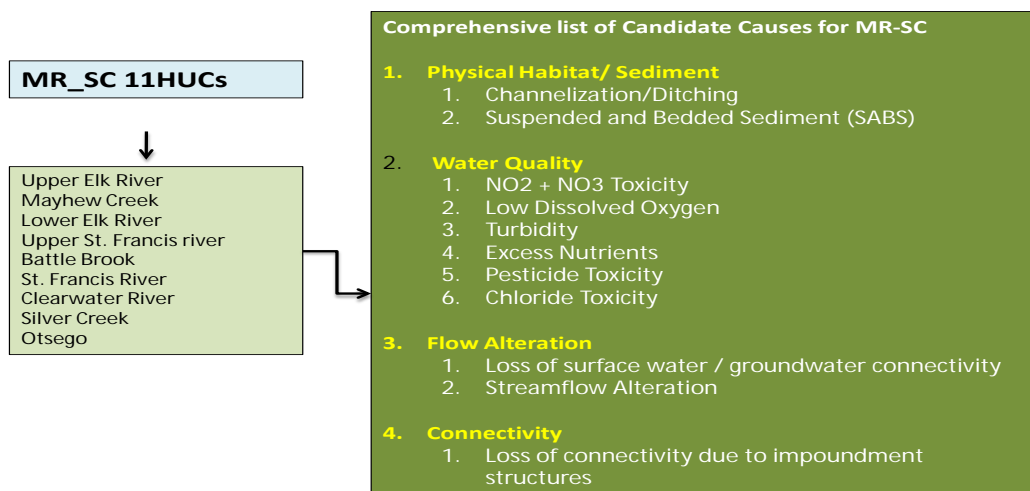 MR_SC 11HUCs
Upper Elk River
Mayhew Creek
Lower Elk River
Upper St. Francis river
Battle Brook
St. Francis River
Clearwater River
Silver Creek
Otsego
Comprehensive list of Candidate Causes for MR-SC
1. Physical Habitat/ Sediment
1. Channelization/Ditching
2. Suspended and Bedded Sediment (SABS)
2. Water Quality
1. NO2 + NO3 Toxicity
2. Low Dissolved Oxygen
3. Turbidity
4. Excess Nutrients
5. Pesticide Toxicity
6. Chloride Toxicity
3. Flow Alteration
1. Loss of surface water / groundwater connectivity
2. Streamflow Alteration
4. Connectivity
1. Loss of connectivity due to impoundment
structures